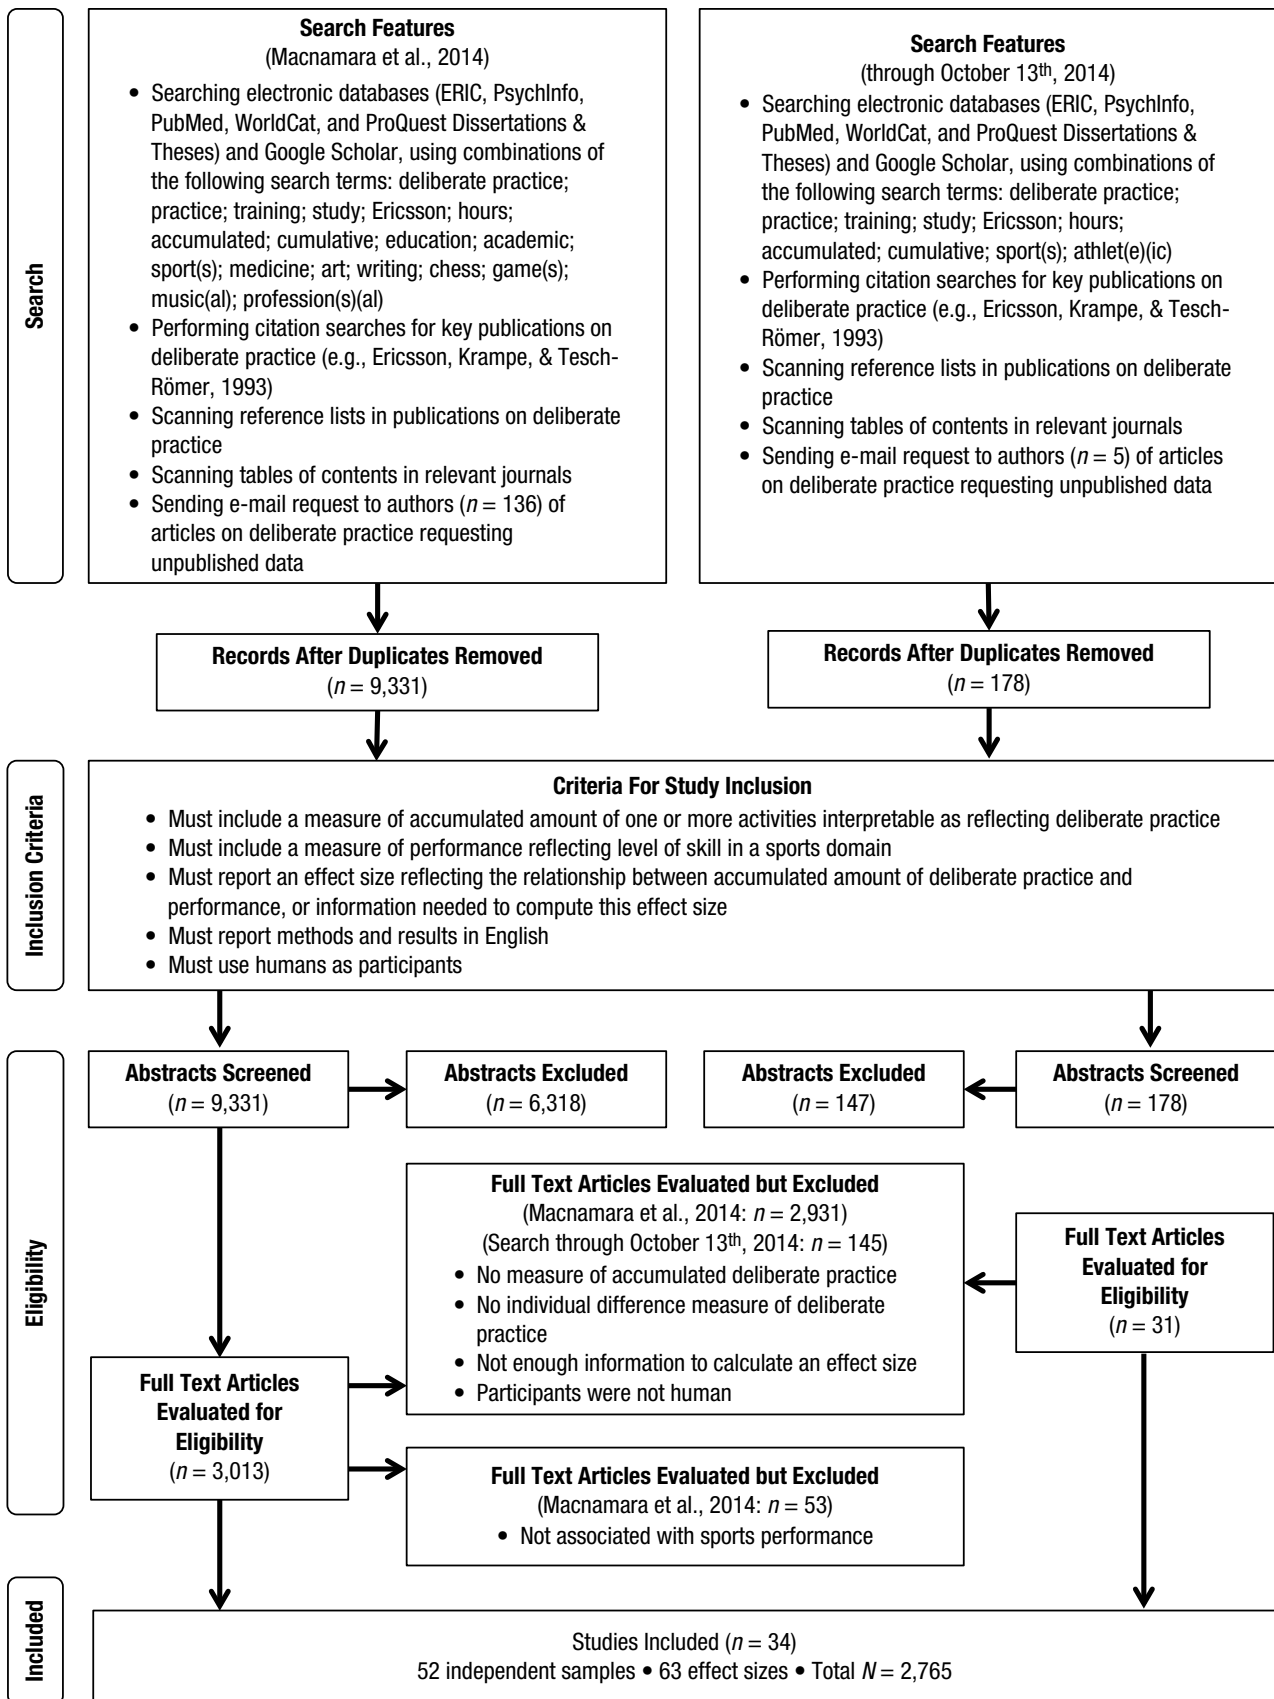 Search
Search Features
(Macnamara et al., 2014)
• Searching electronic databases (ERIC, PsychInfo,
PubMed, WorldCat, and ProQuest Dissertations &
Theses) and Google Scholar, using combinations of
the following search terms: deliberate practice;
practice; training; study; Ericsson; hours;
accumulated; cumulative; education; academic;
sport(s); medicine; art; writing; chess; game(s);
music(al); profession(s)(al)
• Performing citation searches for key publications on
deliberate practice (e.g., Ericsson, Krampe, & Tesch-
Römer, 1993)
• Scanning reference lists in publications on deliberate
practice
• Scanning tables of contents in relevant journals
• Sending e-mail request to authors (n = 136) of
articles on deliberate practice requesting
unpublished data
Search Features
(through October 13th, 2014)
• Searching electronic databases (ERIC, PsychInfo,
PubMed, WorldCat, and ProQuest Dissertations &
Theses) and Google Scholar, using combinations of
the following search terms: deliberate practice;
practice; training; study; Ericsson; hours;
accumulated; cumulative; sport(s); athlet(e)(ic)
• Performing citation searches for key publications on
deliberate practice (e.g., Ericsson, Krampe, & Tesch-
Römer, 1993)
• Scanning reference lists in publications on deliberate
practice
• Scanning tables of contents in relevant journals
• Sending e-mail request to authors (n = 5) of articles
on deliberate practice requesting unpublished data
Records After Duplicates Removed
(n = 9,331)
Records After Duplicates Removed
(n = 178)
Inclusion Criteria
Criteria For Study Inclusion
• Must include a measure of accumulated amount of one or more activities interpretable as reflecting deliberate practice
• Must include a measure of performance reflecting level of skill in a sports domain
• Must report an effect size reflecting the relationship between accumulated amount of deliberate practice and
performance, or information needed to compute this effect size
• Must report methods and results in English
• Must use humans as participants
Eligibility
Abstracts Screened
(n = 9,331)
Abstracts Excluded
(n = 6,318)
Abstracts Excluded
(n = 147)
Abstracts Screened
(n = 178)
Full Text Articles Evaluated but Excluded
(Macnamara et al., 2014: n = 2,931)
(Search through October 13th, 2014: n = 145)
• No measure of accumulated deliberate practice
• No individual difference measure of deliberate
practice
• Not enough information to calculate an effect size
• Participants were not human
Full Text Articles
Evaluated for
Eligibility
(n = 31)
Full Text Articles
Evaluated for
Eligibility
(n = 3,013)
Full Text Articles Evaluated but Excluded
(Macnamara et al., 2014: n = 53)
• Not associated with sports performance
Included
Studies Included (n = 34)
52 independent samples • 63 effect sizes • Total N = 2,765